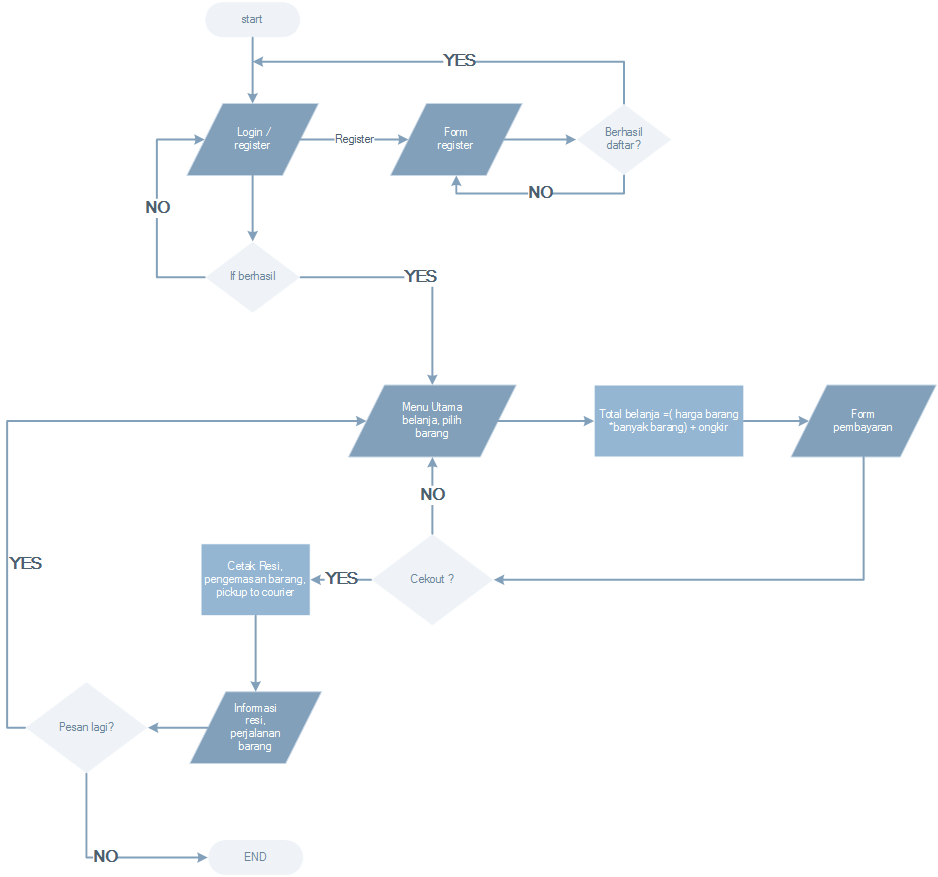 start
YES
Login /
register
Register
Form
register
Berhasil
daftar?
NO
NO
If berhasil
YES
Menu Utama
belanja, pilih
barang
Total belanja =( harga barang
*banyak barang) + ongkir
Form
pembayaran
NO
YES
Cetak Resi,
pengemasan barang,
pickup to courier
YES
Cekout ?
Informasi
resi,
perjalanan
barang
Pesan lagi?
NO
END